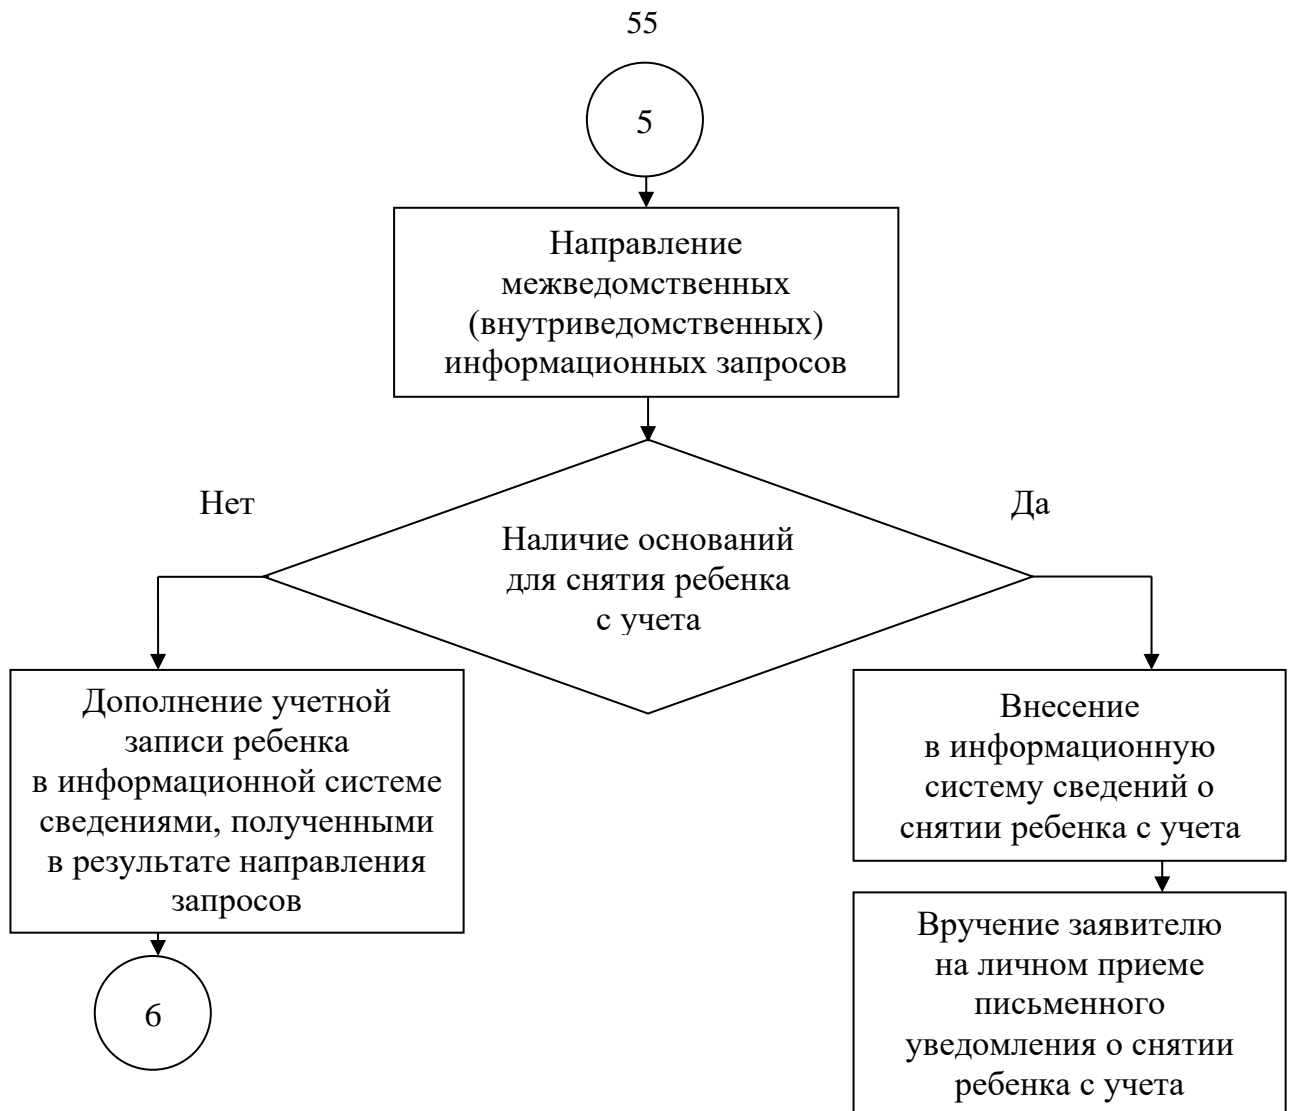 55
5
Направление
межведомственных
(внутриведомственных)
информационных запросов
Нет
Да
Наличие оснований
для снятия ребенка
с учета
Дополнение учетной
записи ребенка
в информационной системе
сведениями, полученными
в результате направления
запросов
Внесение
в информационную
систему сведений о
снятии ребенка с учета
Вручение заявителю
на личном приеме
письменного
уведомления о снятии
ребенка с учета
6